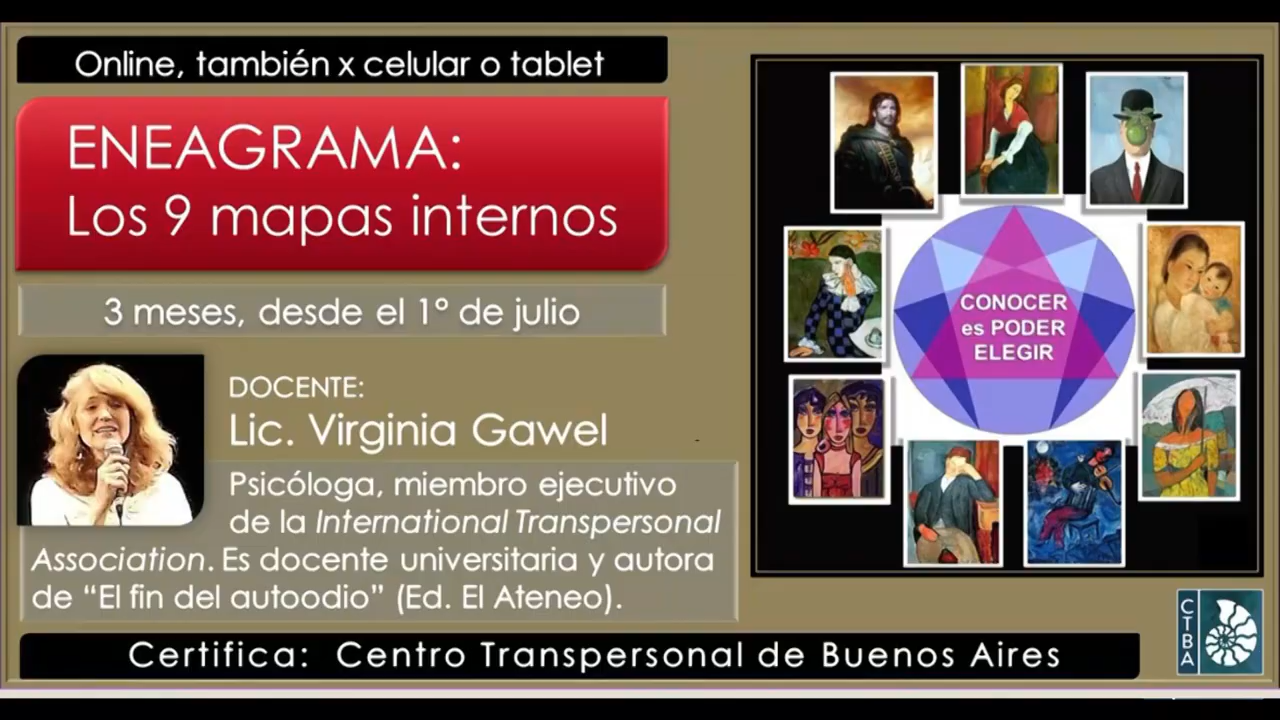 Online, también x celular o tablet
ENEAGRAMA:
Los 9 mapas internos
3 meses, desde el 1º de julio
DOCENTE:
Lic. Virginia Gawel
Psicóloga, miembro ejecutivo
de la International Transpersonal
Association. Es docente universitaria y autora
de “El fin del autoodio” (Ed. El Ateneo).
CONOCER
es PODER
ELEGIR
Certifica: Centro Transpersonal de Buenos Aires
CTBA